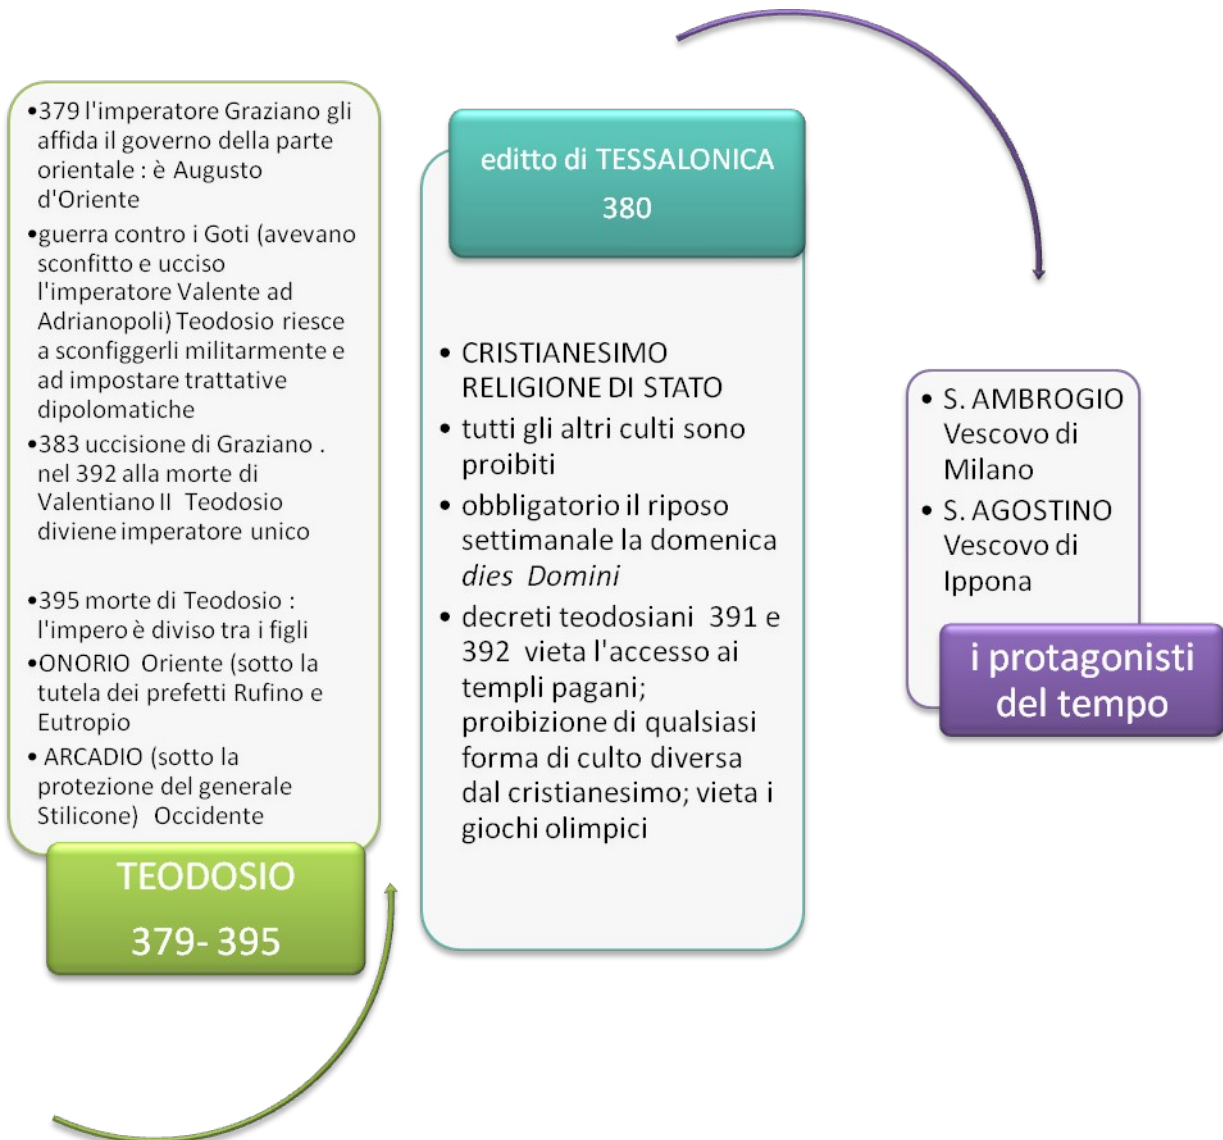 •379 l'imperatore Graziano gli
affida il governo della parte
orientale : è Augusto
d'Oriente
•guerra contro i Goti (avevano
sconfitto e ucciso
l'imperatore Valente ad
Adrianopoli) Teodosio riesce
a sconfiggerli militarmente e
ad impostare trattative
dipolomatiche
•383 uccisione di Graziano .
nel 392 alla morte di
Valentiano II Teodosio
diviene imperatore unico
•395 morte di Teodosio :
l'impero è diviso tra i figli
•ONORIO Oriente (sotto la
tutela dei prefetti Rufino e
Eutropio
• ARCADIO (sotto la
protezione del generale
Stilicone) Occidente
TEODOSIO
379- 395
editto di TESSALONICA
380
• CRISTIANESIMO
RELIGIONE DI STATO
• tutti gli altri culti sono
proibiti
• obbligatorio il riposo
settimanale la domenica
dies Domini
• decreti teodosiani 391 e
392 vieta l'accesso ai
templi pagani;
proibizione di qualsiasi
forma di culto diversa
dal cristianesimo; vieta i
giochi olimpici
• S. AMBROGIO
Vescovo di
Milano
• S. AGOSTINO
Vescovo di
Ippona
i protagonisti
del tempo